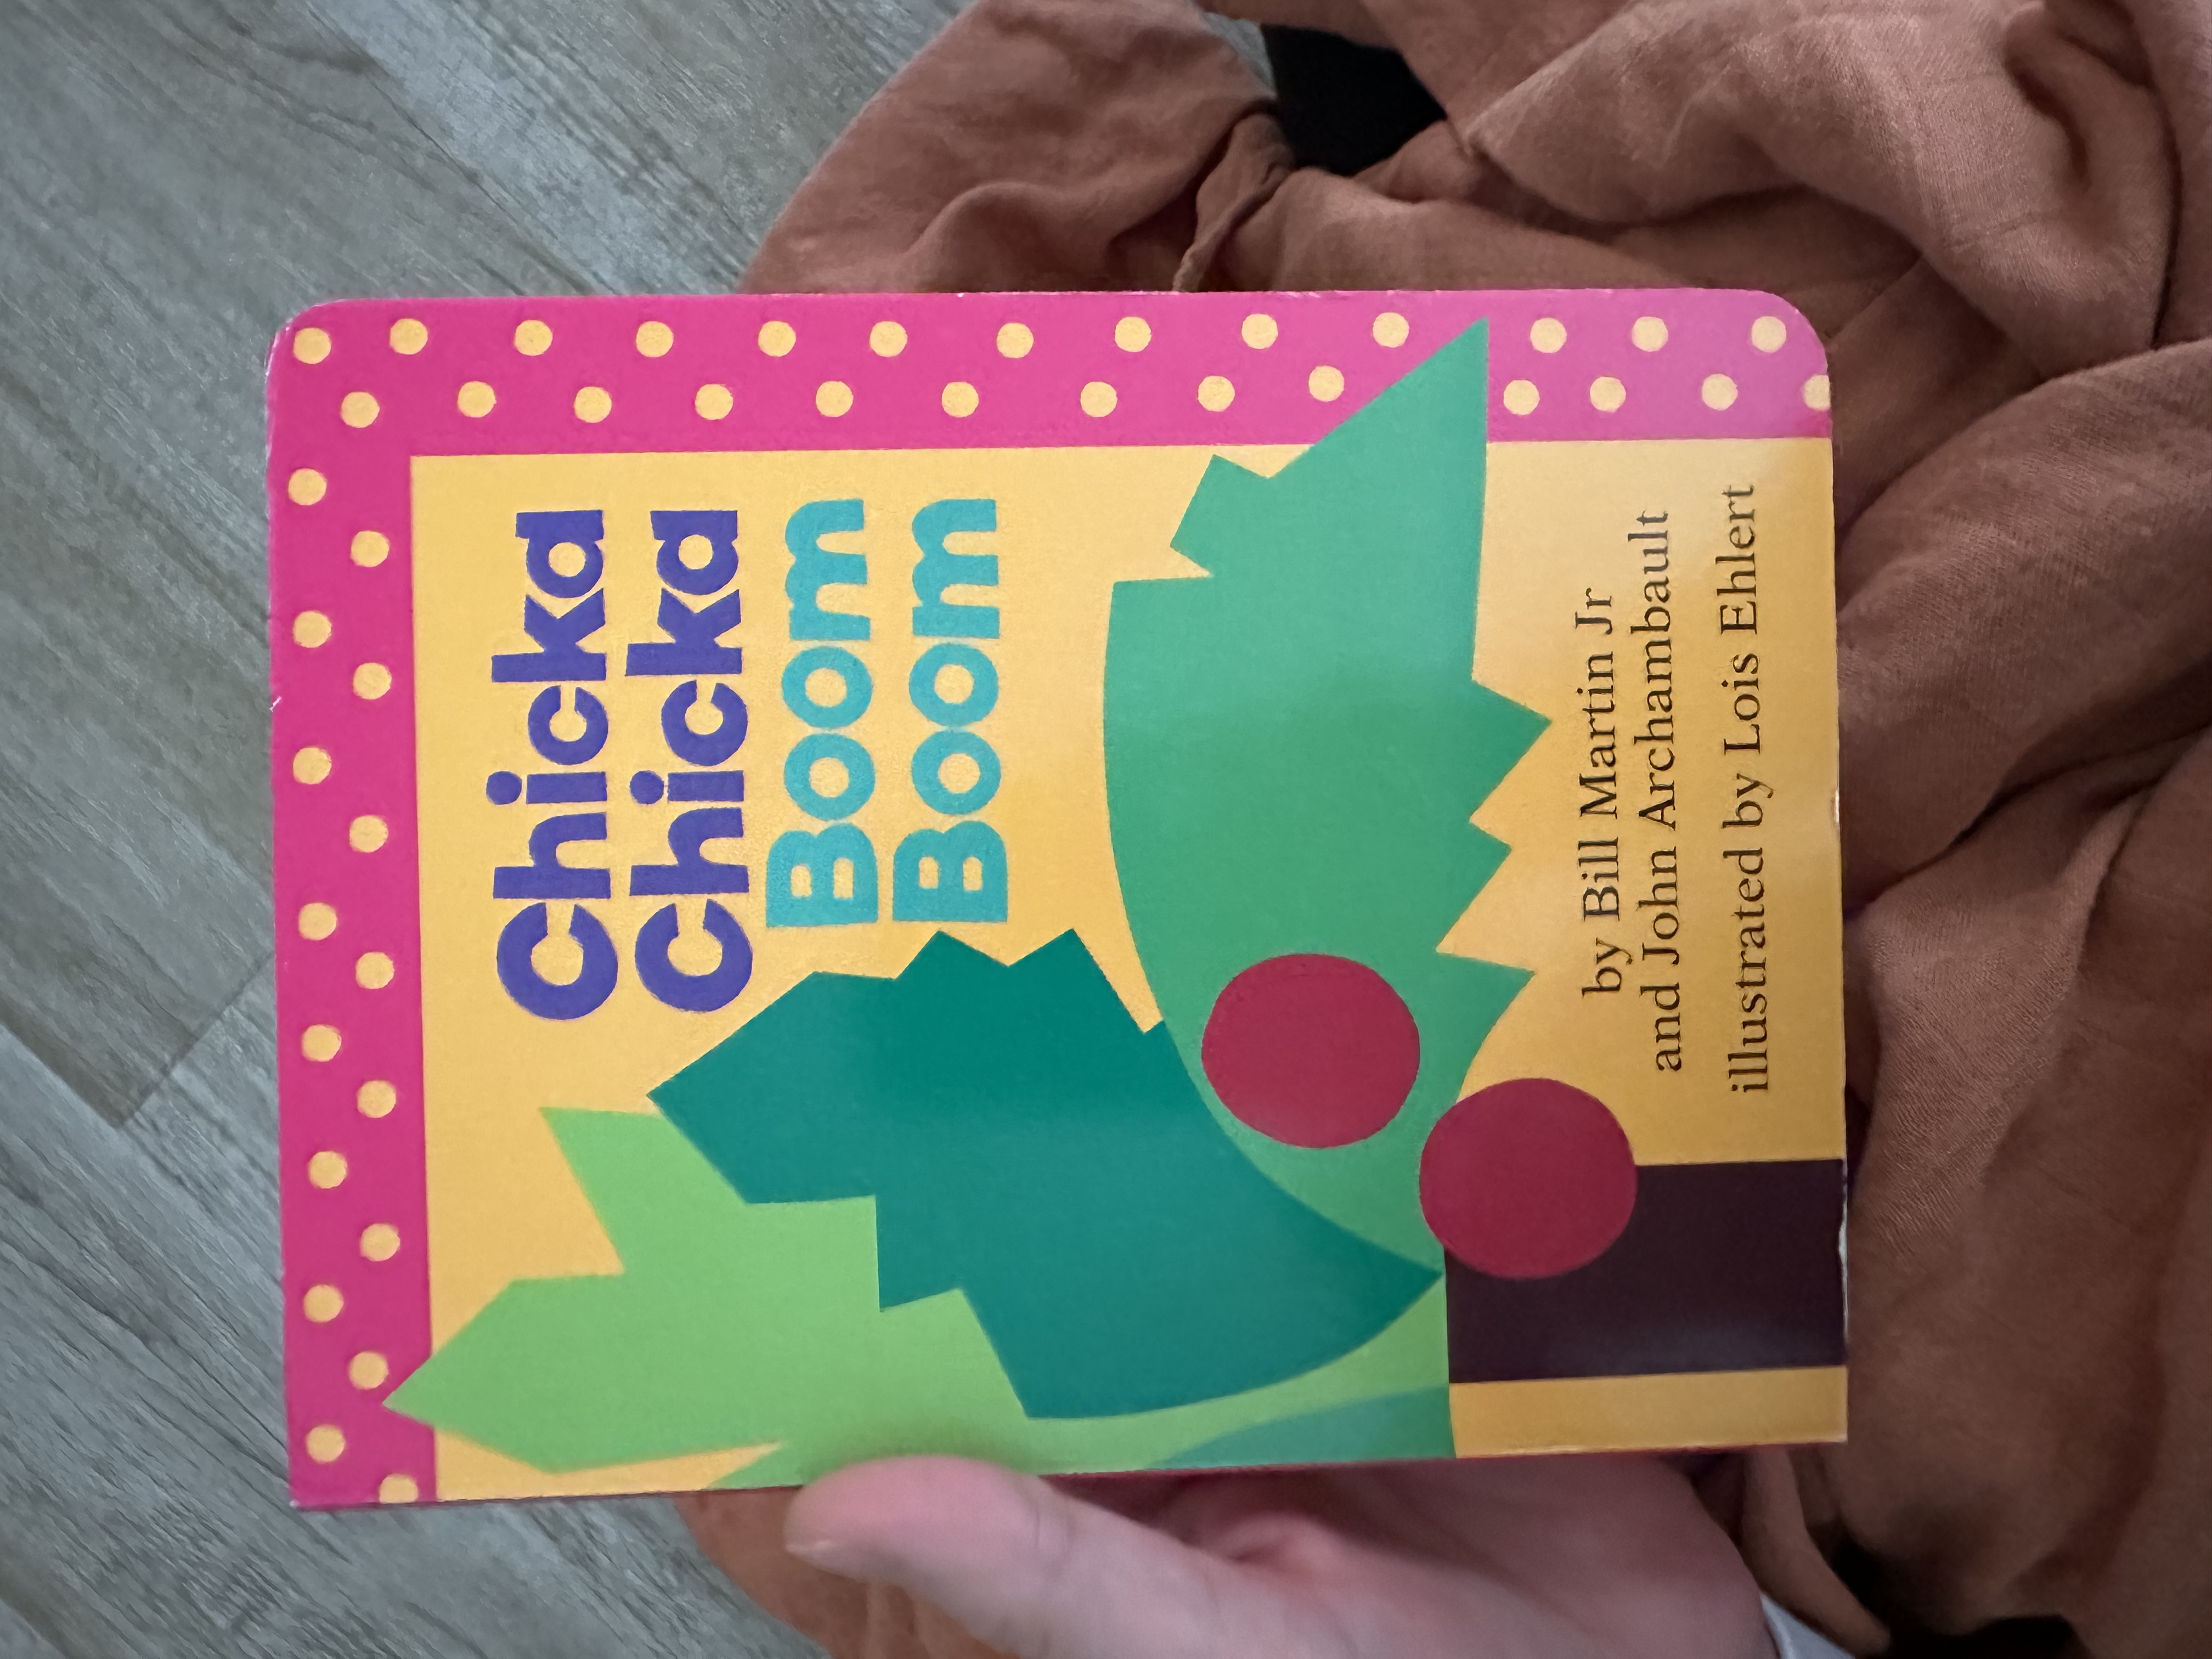 Chicka
Chicka
Boom
Boom
by Bill Martin Jr
and John Archambault
illustrated by Lois Ehlert